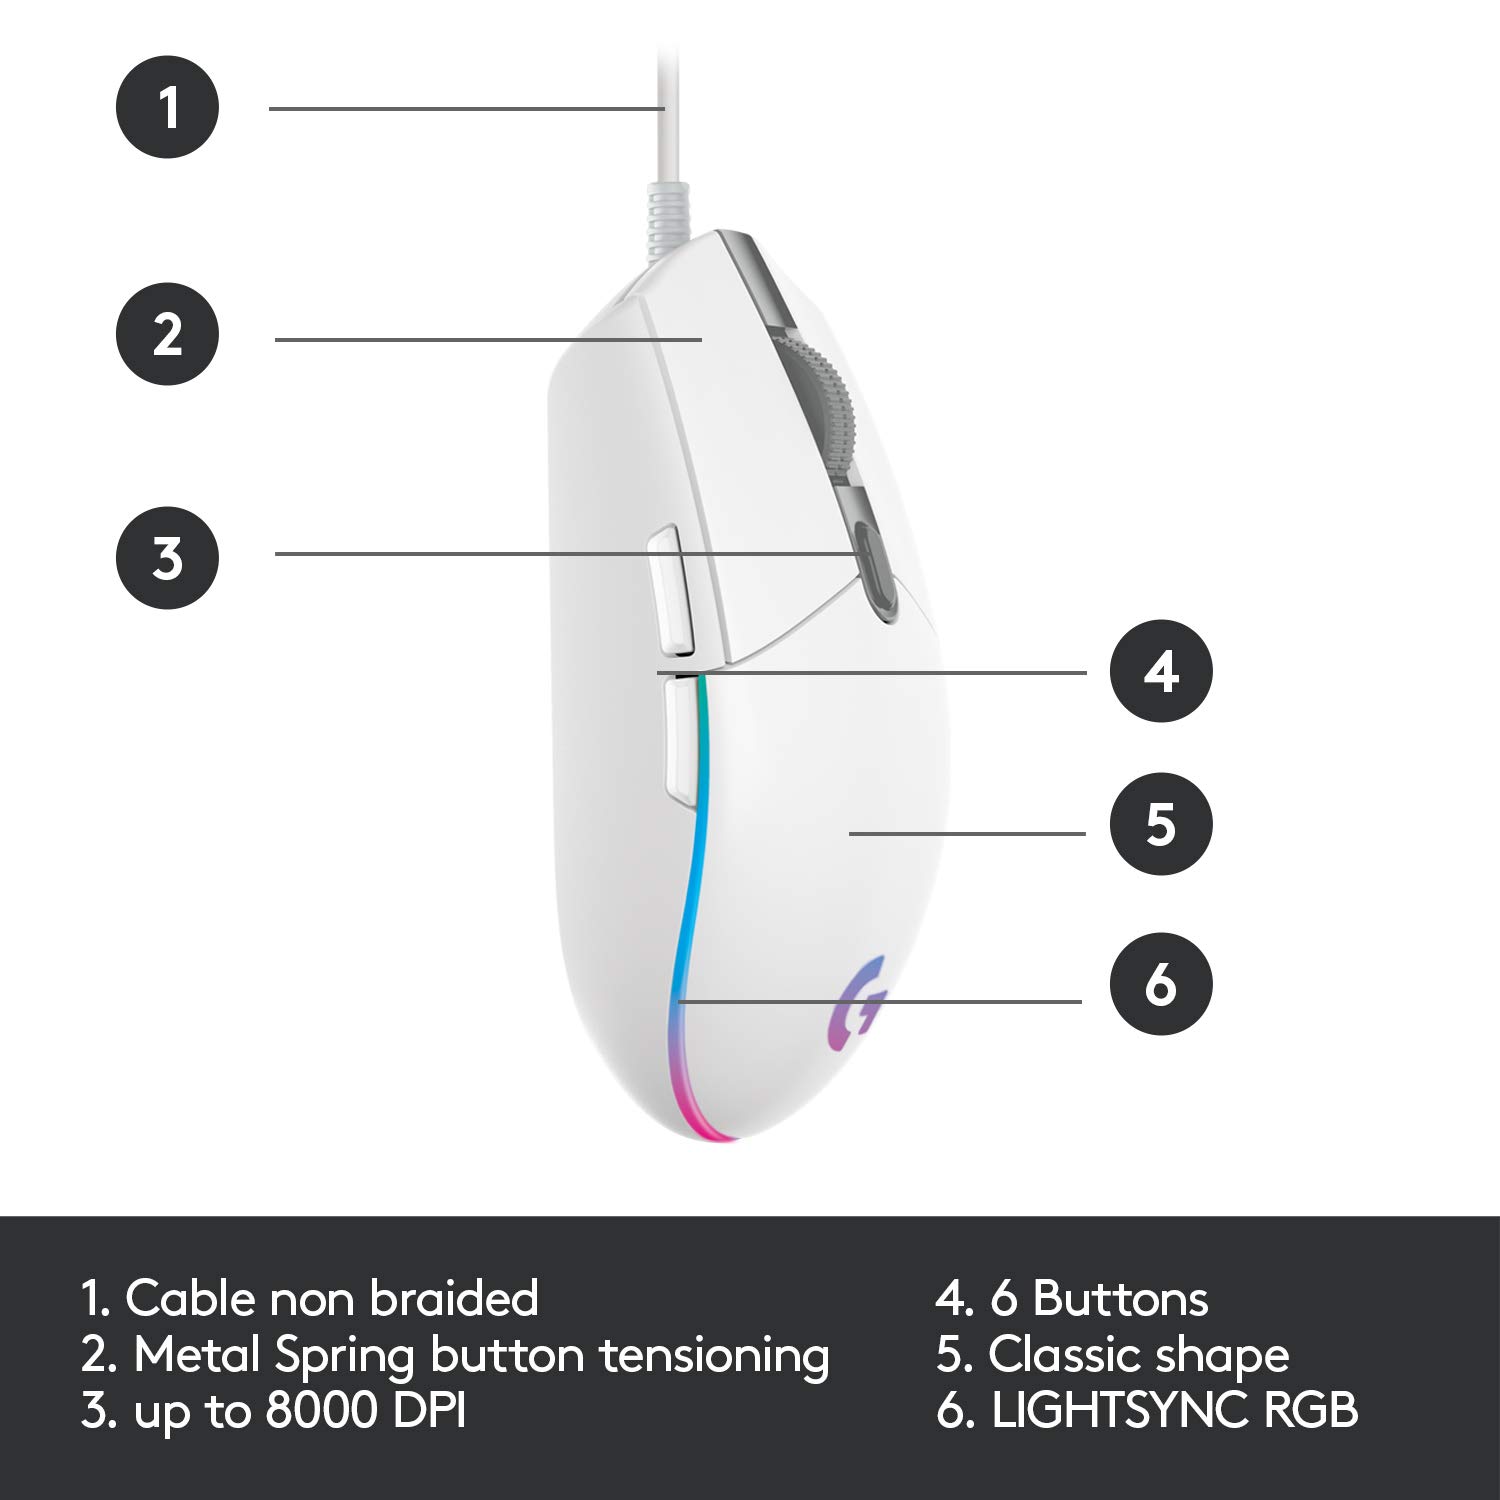 1
2
3
4
5
6
1. Cable non braided
2. Metal Spring button tensioning
3. up to 8000 DPI
4. 6 Buttons
5. Classic shape
6. LIGHTSYNC RGB